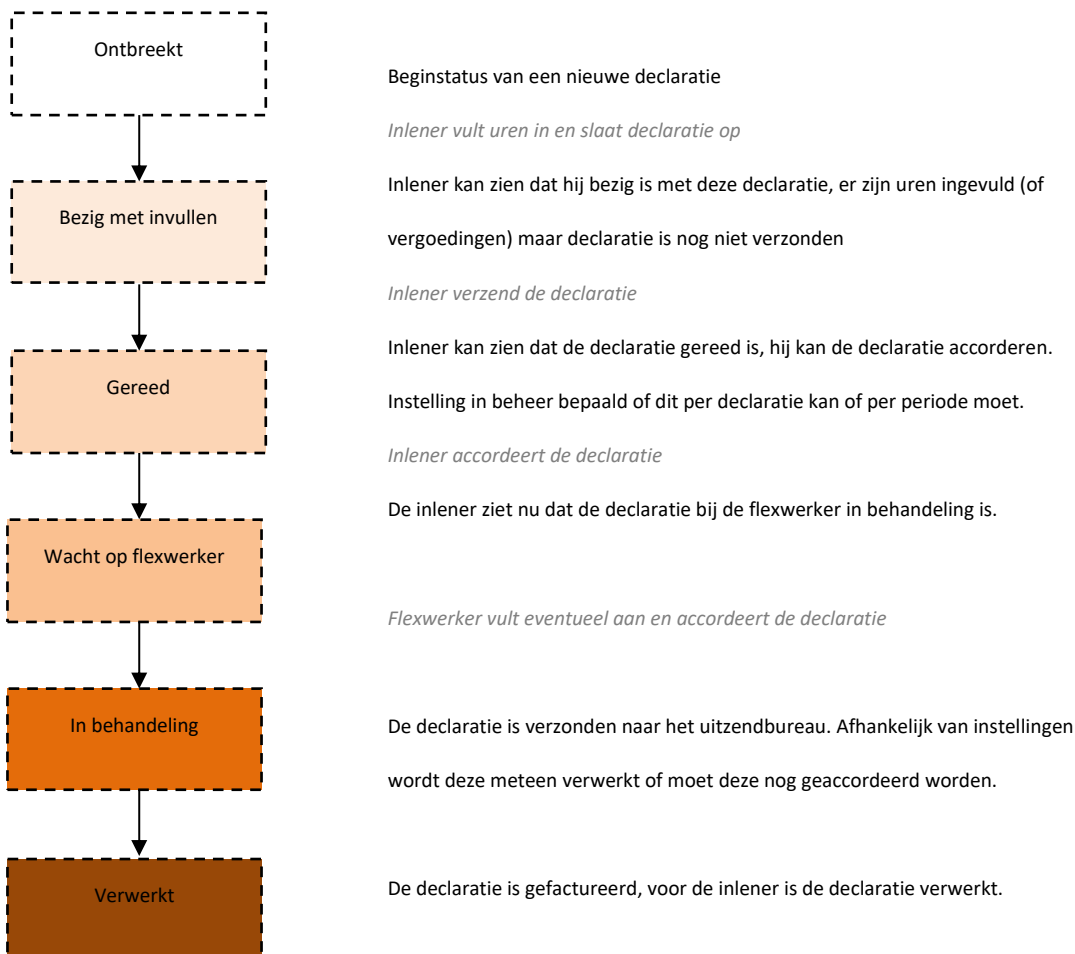 Ontbreekt
Beginstatus van een nieuwe declaratie
Inlener vult uren in en slaat declaratie op
Bezig met invullen
Inlener kan zien dat hij bezig is met deze declaratie, er zijn uren ingevuld (of
vergoedingen) maar declaratie is nog niet verzonden
Inlener verzend de declaratie
Gereed
Inlener kan zien dat de declaratie gereed is, hij kan de declaratie accorderen.
Instelling in beheer bepaald of dit per declaratie kan of per periode moet.
Inlener accordeert de declaratie
De inlener ziet nu dat de declaratie bij de flexwerker in behandeling is.
Wacht op flexwerker
Flexwerker vult eventueel aan en accordeert de declaratie
In behandeling
De declaratie is verzonden naar het uitzendbureau. Afhankelijk van instellingen
wordt deze meteen verwerkt of moet deze nog geaccordeerd worden.
Verwerkt
De declaratie is gefactureerd, voor de inlener is de declaratie verwerkt.